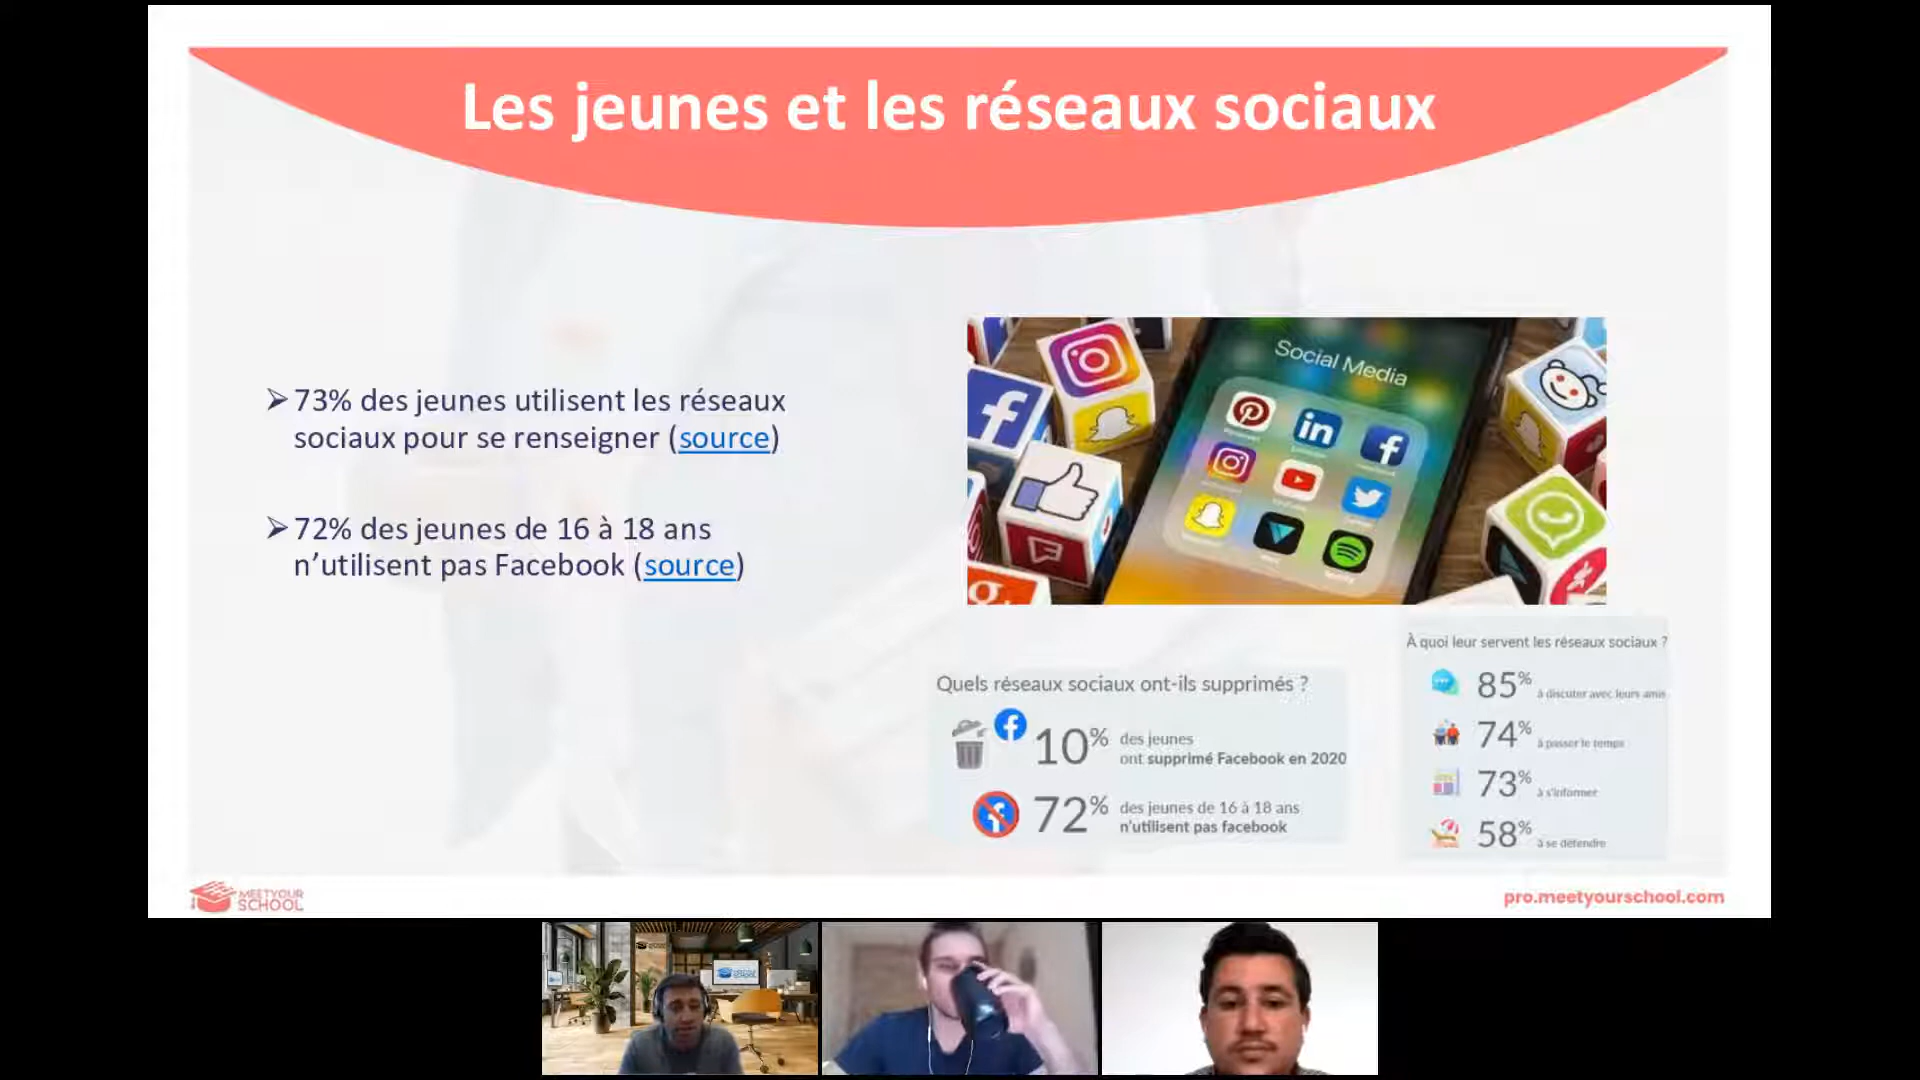 Les jeunes et les réseaux sociaux
➢73% des jeunes utilisent les réseaux
sociaux pour se renseigner (source)
➢72% des jeunes de 16 à 18 ans
n’utilisent pas Facebook (source)
Social Media
Quels réseaux sociaux ont-ils supprimés ?
10% des jeunes
ont supprimé Facebook en 2020
72% des jeunes de 16 à 18 ans
n'utilisent pas facebook
À quoi leur servent les réseaux sociaux ?
85% à discuter avec leurs amis
74% à passer le temps
73% à s'informer
58% à se détendre
MEETYOUR
SCHOOL
pro.meetyourschool.com